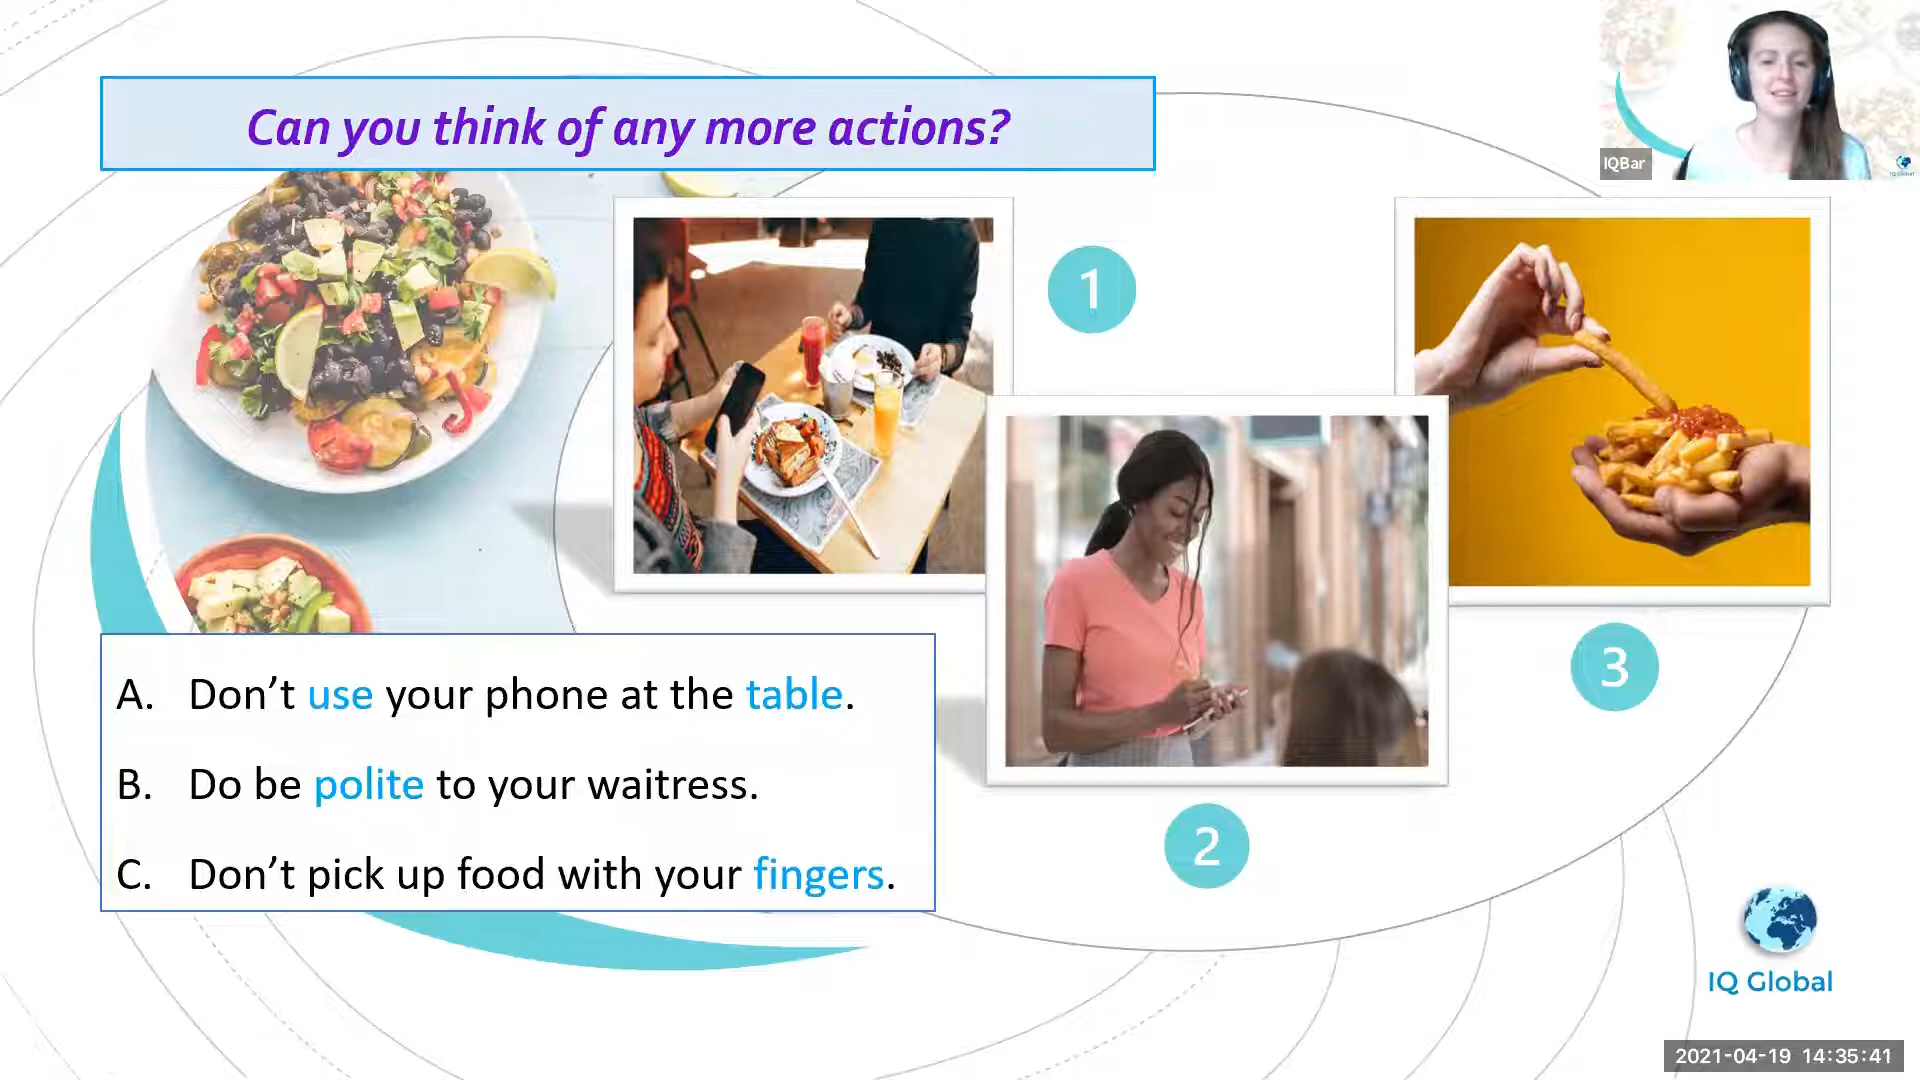 Can you think of any more actions?
IQBar
1
2
3
A. Don’t use your phone at the table.
B. Do be polite to your waitress.
C. Don’t pick up food with your fingers.
IQ Global
IQ Global
2021-04-19 14:35:41